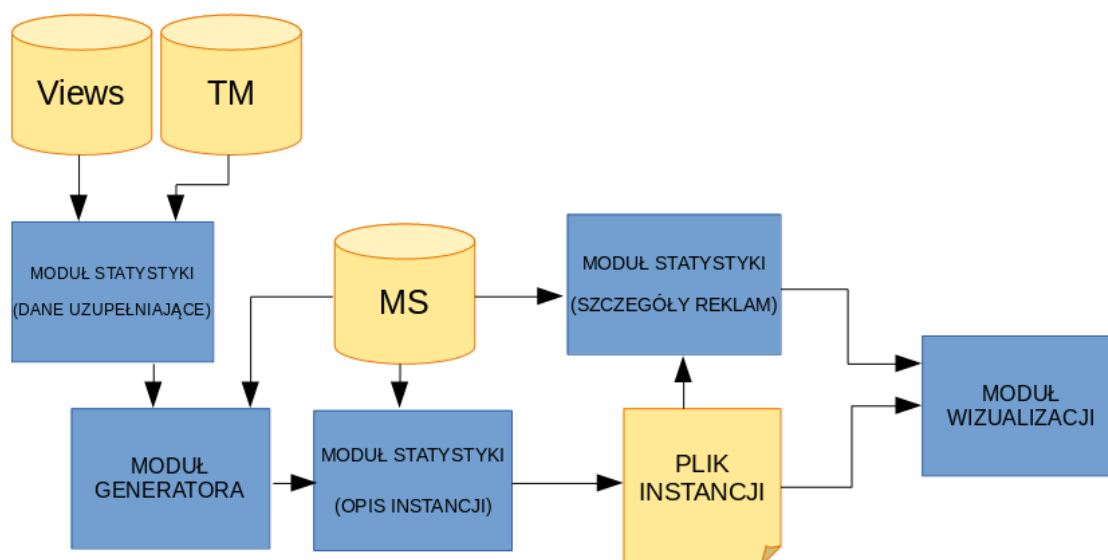 Views
TM
MODUŁ STATYSTYKI
(DANE UZUPEŁNIAJĄCE)
MS
MODUŁ STATYSTYKI
(SZCZEGÓŁY REKLAM)
MODUŁ
WIZUALIZACJI
MODUŁ
GENERATORA
MODUŁ STATYSTYKI
(OPIS INSTANCJI)
PLIK
INSTANCJI